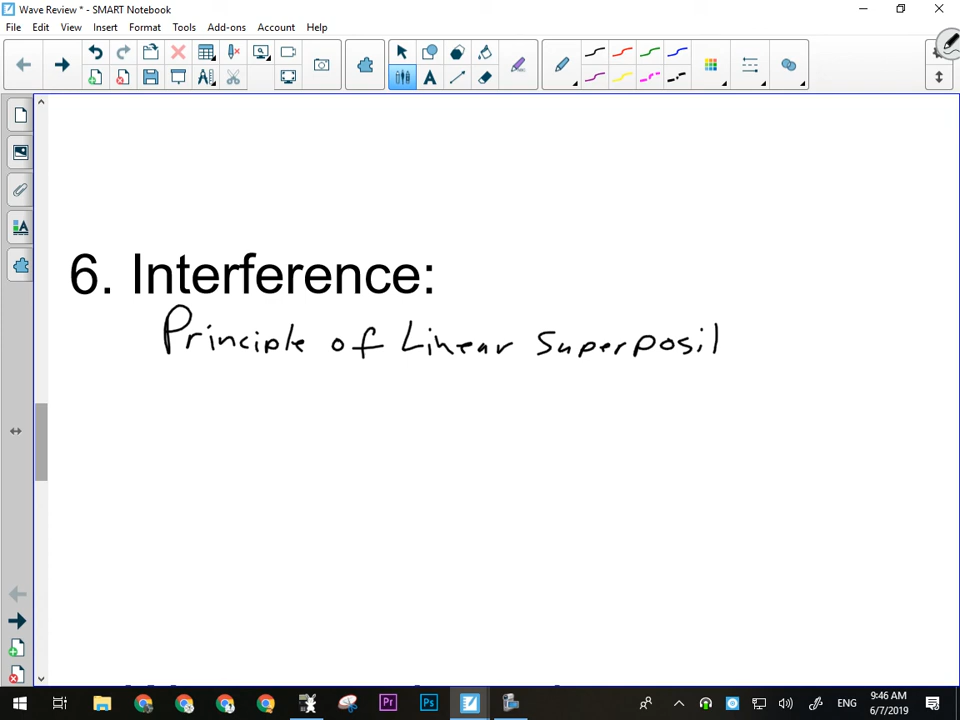 Wave Review * - SMART Notebook
File Edit View Insert Format Tools Add-ons Account Help
6. Interference:
Principle of Linear Superposil
ENG
9:46 AM
6/7/2019